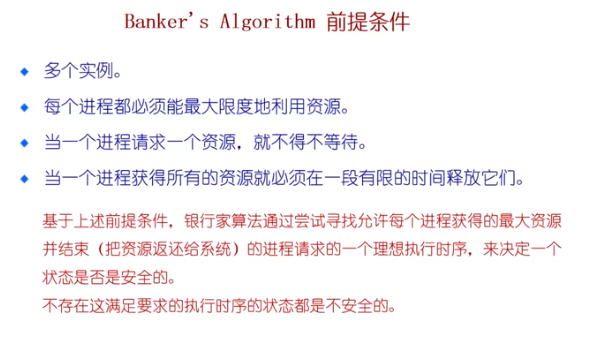 Banker's Algorithm 前提条件
多个实例。
每个进程都必须能最大限度地利用资源。
当一个进程请求一个资源，就不得不等待。
当一个进程获得所有的资源就必须在一段有限的时间释放它们。
基于上述前提条件，银行家算法通过尝试寻找允许每个进程获得的最大资源
并结束（把资源返还给系统）的进程请求的一个理想执行时序，来决定一个
状态是否是安全的。
不存在这满足要求的执行时序的状态都是不安全的。